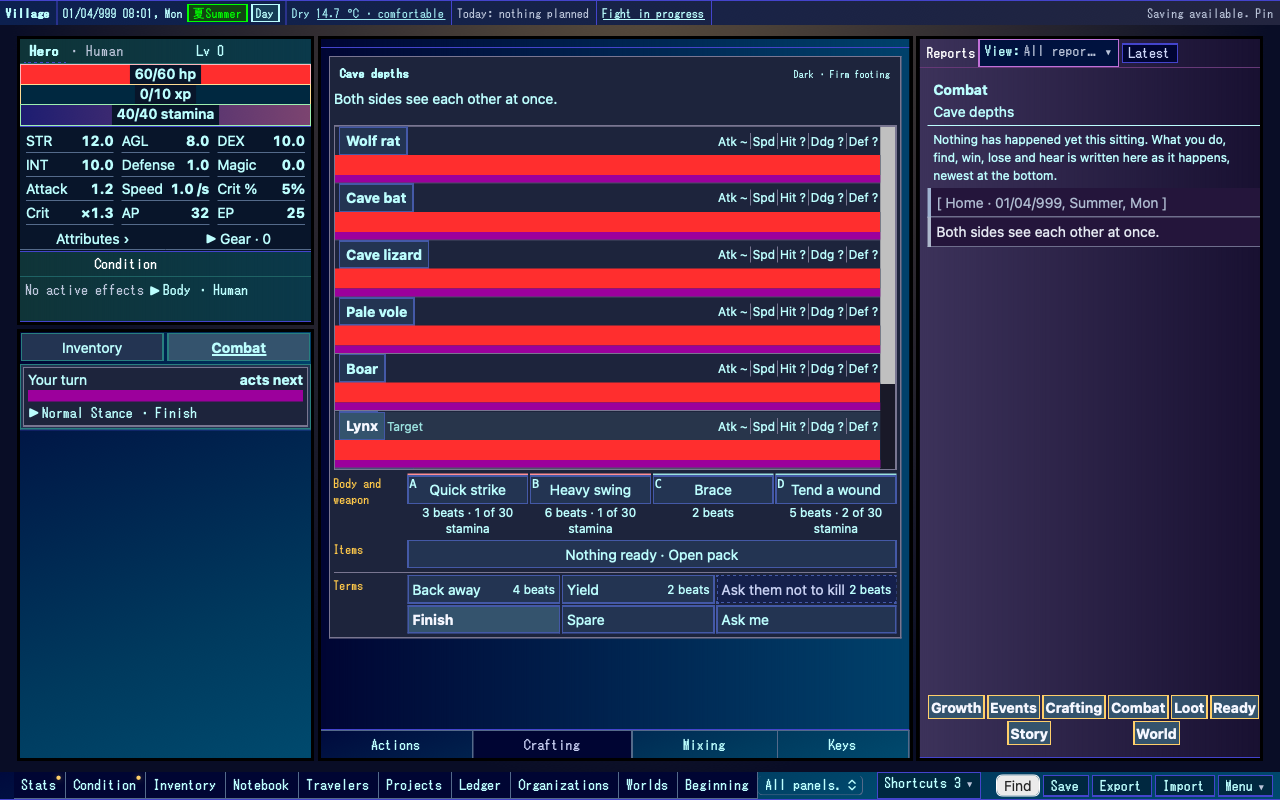 Village 01/04/999 08:01, Mon 夏Summer Day Dry 14.7 °C · comfortable Today: nothing planned Fight in progress Saving available. Pin
Hero · Human Lv 0
60/60 hp
0/10 xp
40/40 stamina
STR 12.0 AGL 8.0 DEX 10.0
INT 10.0 Defense 1.0 Magic 0.0
Attack 1.2 Speed 1.0 /s Crit % 5%
Crit ×1.3 AP 32 EP 25
Attributes › ▶ Gear · 0
Condition
No active effects ▶Body · Human
Inventory Combat
Your turn acts next
▶Normal Stance · Finish
Cave depths Dark · Firm footing
Both sides see each other at once.
Wolf rat Atk ~ Spd Hit ? Ddg ? Def ?
Cave bat Atk ~ Spd Hit ? Ddg ? Def ?
Cave lizard Atk ~ Spd Hit ? Ddg ? Def ?
Pale vole Atk ~ Spd Hit ? Ddg ? Def ?
Boar Atk ~ Spd Hit ? Ddg ? Def ?
Lynx Target Atk ~ Spd Hit ? Ddg ? Def ?
Body and weapon
A Quick strike B Heavy swing C Brace D Tend a wound
3 beats · 1 of 30 stamina 6 beats · 1 of 30 stamina 2 beats 5 beats · 2 of 30 stamina
Items Nothing ready · Open pack
Terms Back away 4 beats Yield 2 beats Ask them not to kill 2 beats
Finish Spare Ask me
Actions Crafting Mixing Keys
Reports View: All repor… ▾ Latest
Combat
Cave depths
Nothing has happened yet this sitting. What you do,
find, win, lose and hear is written here as it happens,
newest at the bottom.
[ Home · 01/04/999, Summer, Mon ]
Both sides see each other at once.
Growth Events Crafting Combat Loot Ready
Story World
Stats Condition Inventory Notebook Travelers Projects Ledger Organizations Worlds Beginning All panels. Shortcuts 3 ▾ Find Save Export Import Menu ▾